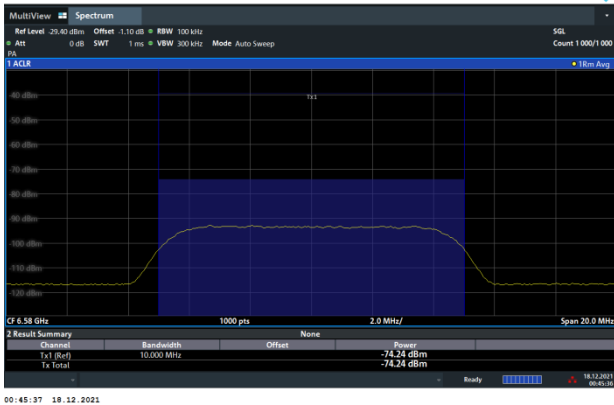 MultiView Spectrum
Ref Level -29.40 dBm Offset -1.10 dB RBW 100 kHz SGL
Att 0 dB SWT 1 ms VBW 300 kHz Mode Auto Sweep Count 1 000/1 000
PA
1 ACLR 1Rm Avg
-40 dBm
Tx1
-50 dBm
-60 dBm
-70 dBm
-80 dBm
-90 dBm
-100 dBm
-110 dBm
-120 dBm
CF 6.58 GHz 1000 pts 2.0 MHz/ Span 20.0 MHz
2 Result Summary None
Channel Bandwidth Offset Power
Tx1 (Ref) 10.000 MHz -74.24 dBm
Tx Total -74.24 dBm
Ready 18.12.2021
00:45:36
00:45:37 18.12.2021